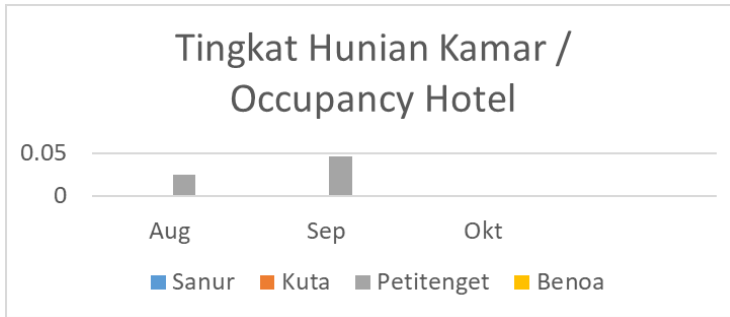 Tingkat Hunian Kamar /
Occupancy Hotel
0.05
0
Aug Sep Okt
Sanur Kuta Petitenget Benoa